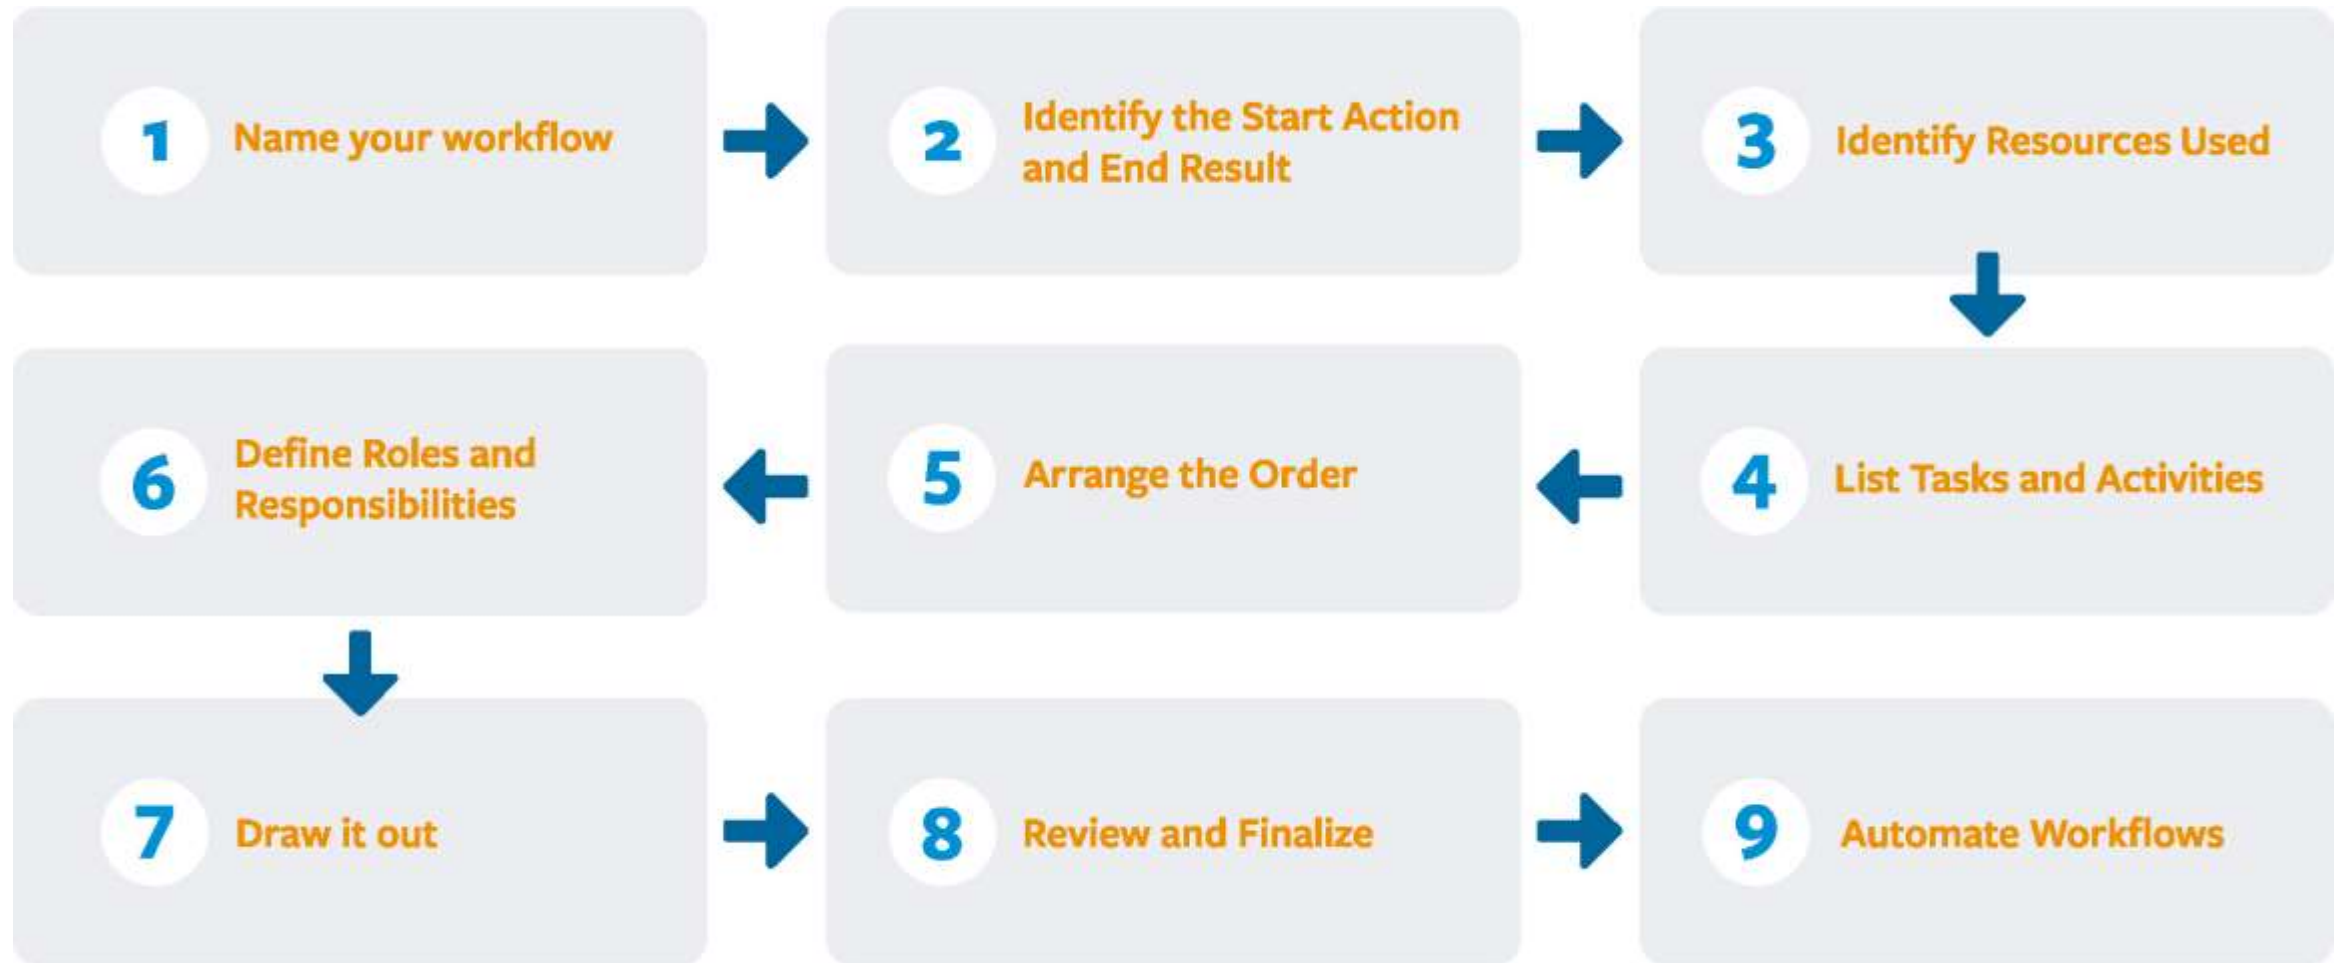 1 Name your workflow
2 Identify the Start Action
and End Result
3 Identify Resources Used
4 List Tasks and Activities
5 Arrange the Order
6 Define Roles and
Responsibilities
7 Draw it out
8 Review and Finalize
9 Automate Workflows